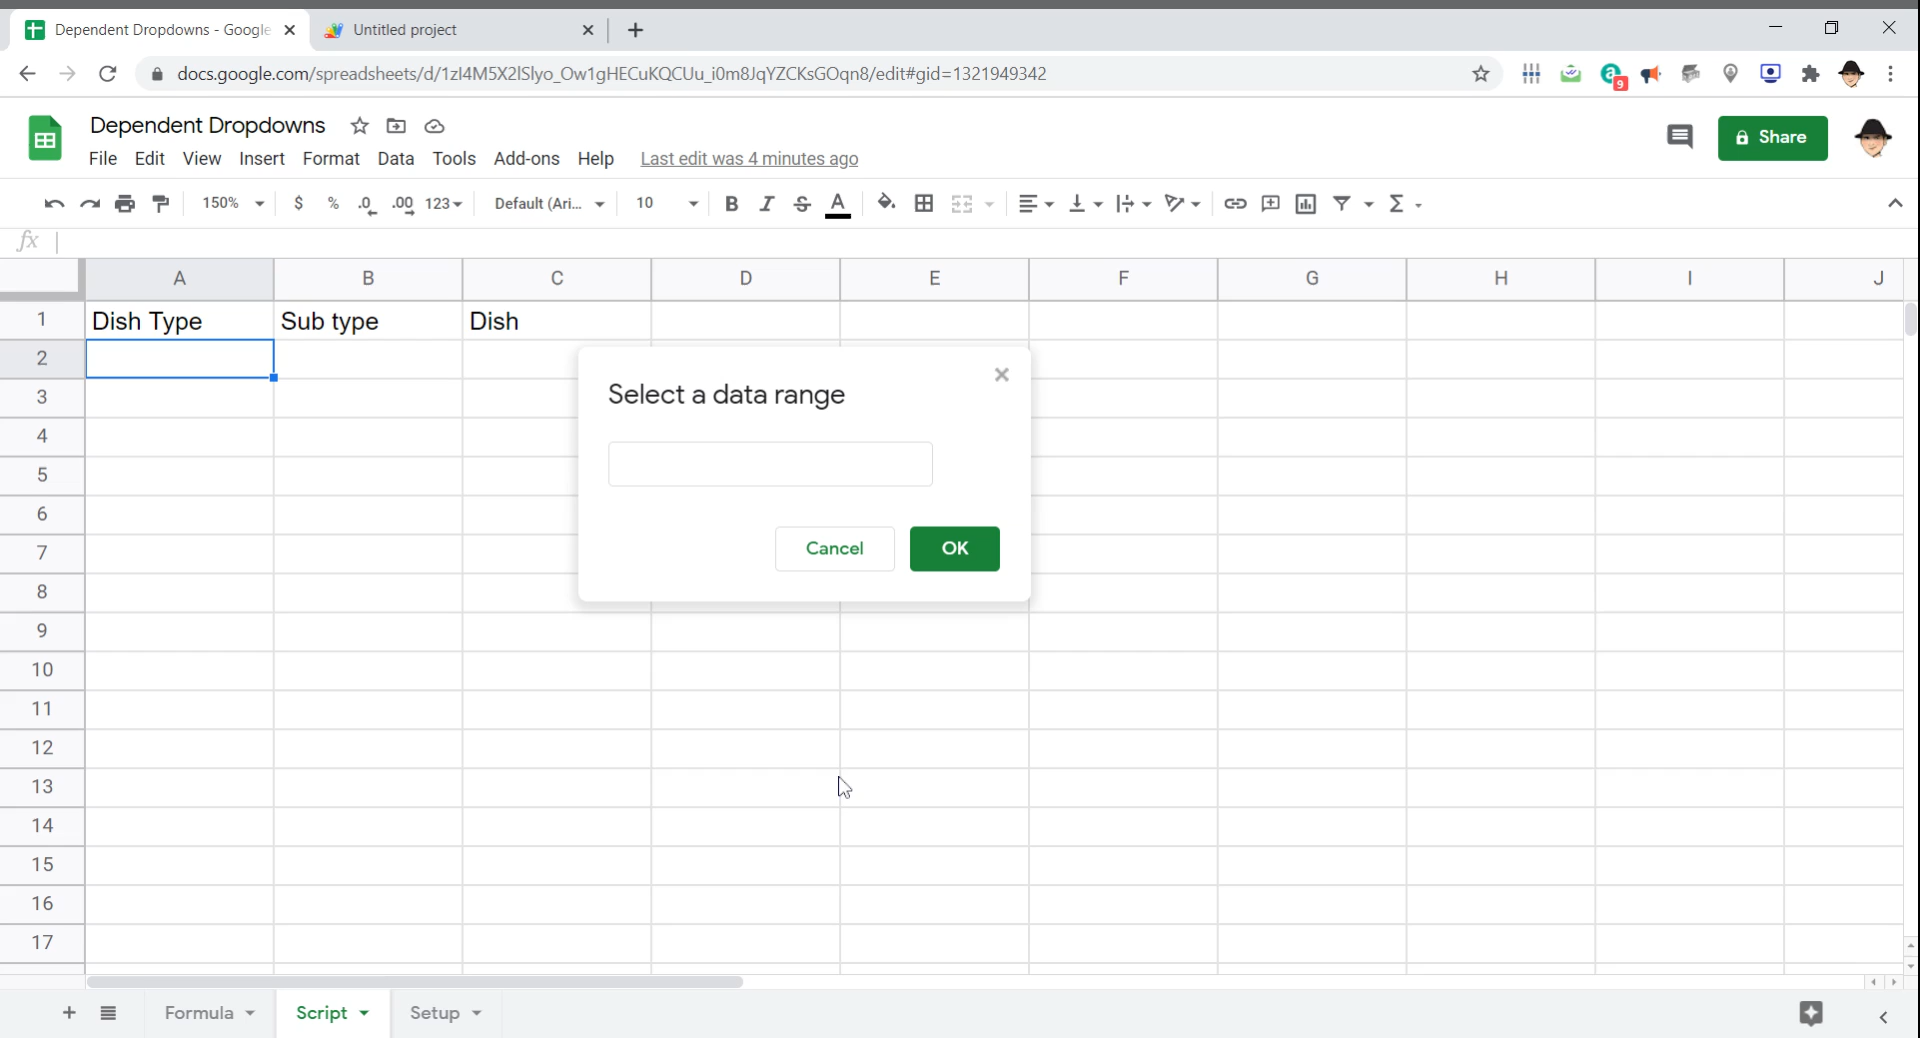 Dependent Dropdowns - Google
Untitled project
docs.google.com/spreadsheets/d/1zI4M5X2lSlyo_Ow1gHECuKQCUu_i0m8JqYZCKsGOqn8/edit#gid=1321949342
9
Dependent Dropdowns
File Edit View Insert Format Data Tools Add-ons Help Last edit was 4 minutes ago
Share
150% $ % .0 .00 123 Default (Ari... 10 B I S A Σ
fx
A B C D E F G H I J
1 Dish Type Sub type Dish
2
3
4
5
6
7
8
9
10
11
12
13
14
15
16
17
Select a data range
Cancel OK
Formula Script Setup